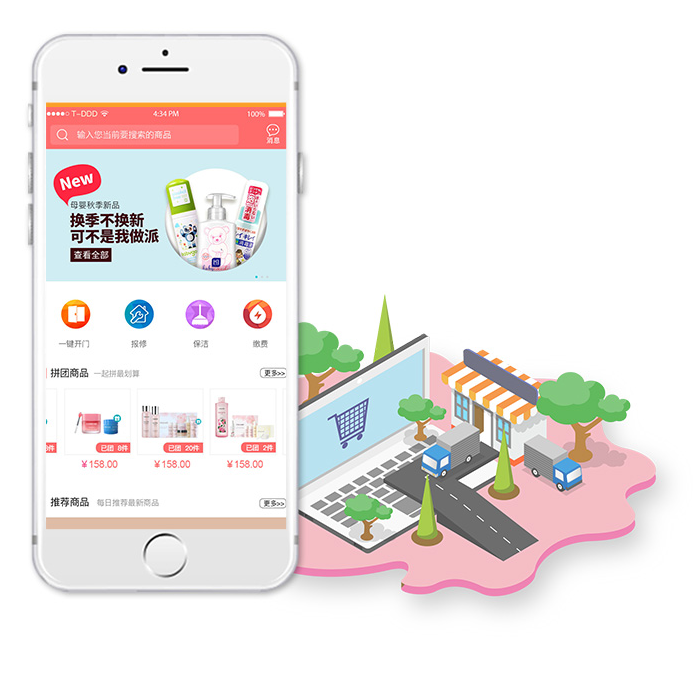 T-DDD 4:34 PM 100%
输入您当前要搜索的商品
消息
New
母婴秋季新品
换季不换新
可不是我做派
查看全部
一键开门 报修 保洁 缴费
拼团商品 一起拼最划算 更多>>
已团 8件 已团 20件 已团 2件
￥158.00 ￥158.00 ￥158.00
推荐商品 每日推荐最新商品 更多>>